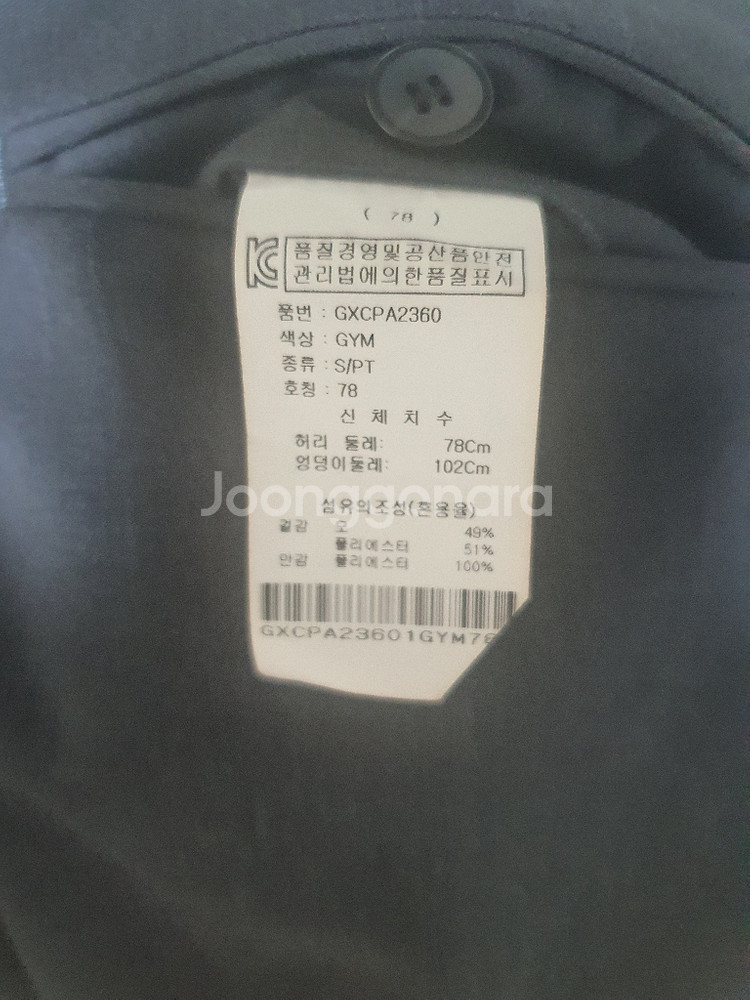 ( 78 )
품질경영및공산품안전
관리법에의한품질표시
품번 : GXCPA2360
색상 : GYM
종류 : S/PT
호칭 : 78
신 체 치 수
허리 둘레: 78Cm
엉덩이둘레: 102Cm
Joonggonara
섬유의조성(혼용율)
겉감 모 49%
폴리에스터 51%
안감 폴리에스터 100%
GXCPA23601GYM78